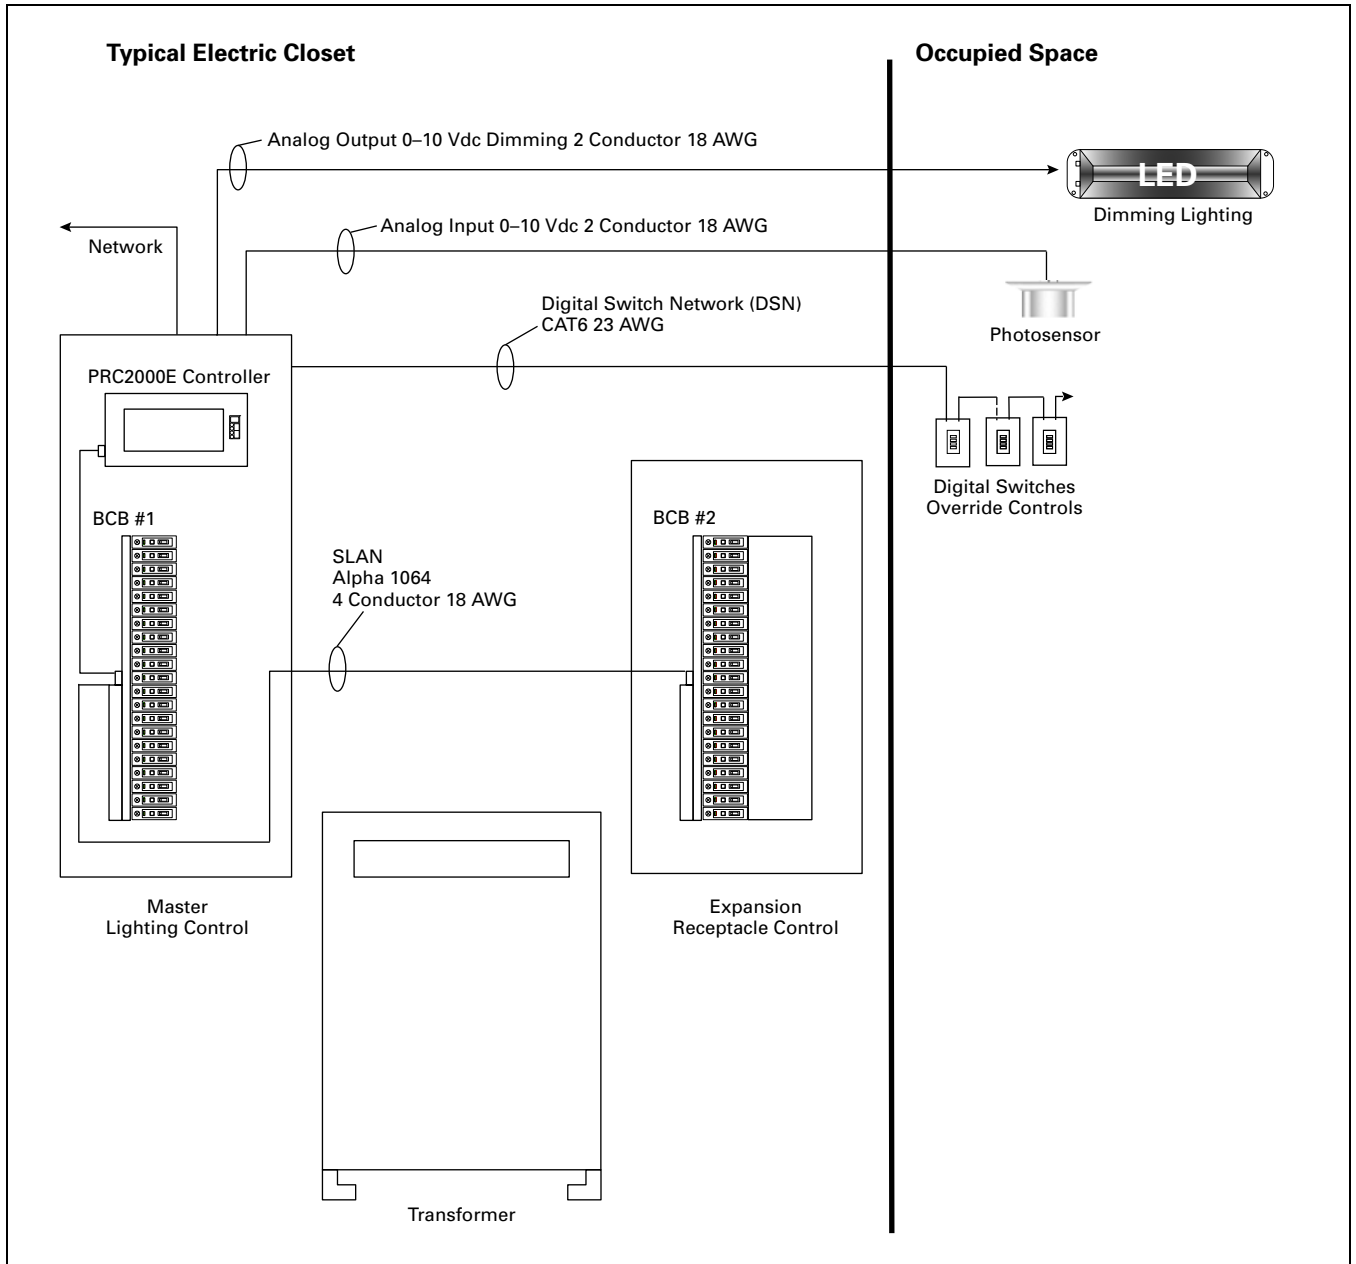 Typical Electric Closet
Occupied Space
Analog Output 0–10 Vdc Dimming 2 Conductor 18 AWG
LED
Dimming Lighting
Network
Analog Input 0–10 Vdc 2 Conductor 18 AWG
Photosensor
Digital Switch Network (DSN)
CAT6 23 AWG
PRC2000E Controller
Digital Switches
Override Controls
BCB #1
BCB #2
SLAN
Alpha 1064
4 Conductor 18 AWG
Master
Lighting Control
Expansion
Receptacle Control
Transformer